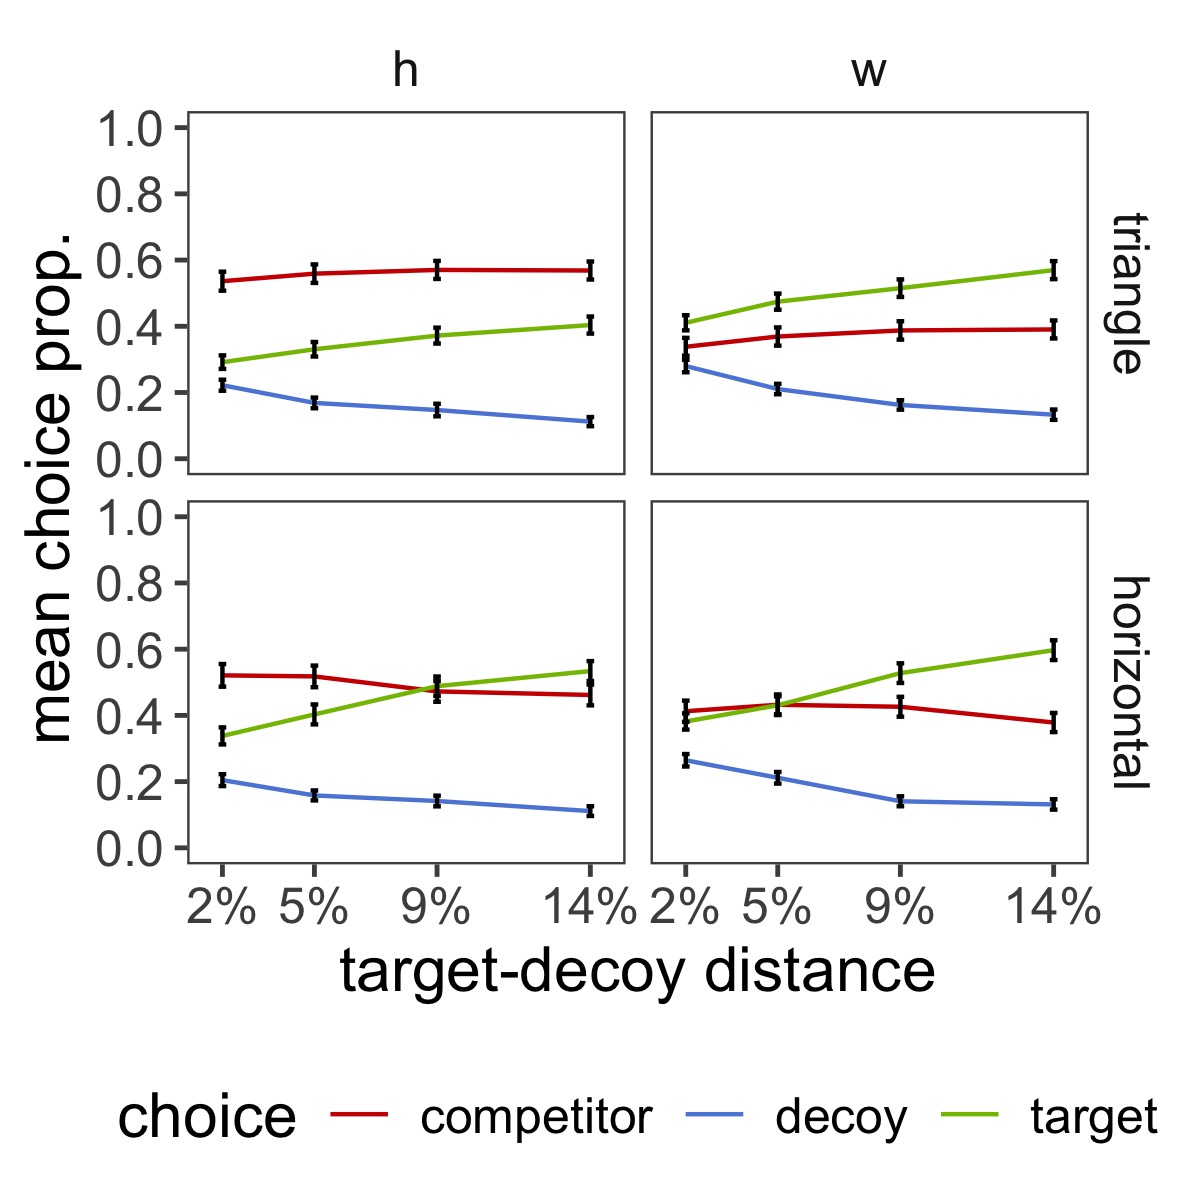 h
w
1.0
0.8
0.6
0.4
0.2
0.0
triangle
mean choice prop.
1.0
0.8
0.6
0.4
0.2
0.0
horizontal
2% 5% 9% 14% 2% 5% 9% 14%
target-decoy distance
choice competitor decoy target